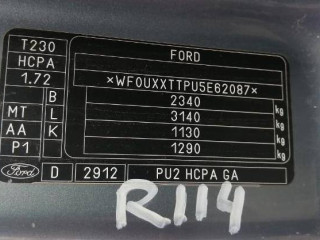 T230
FORD
HCPA
1.72
×WF0UXXTTPU5E62087×
B
2340
kg
MT
L
3140
kg
AA
K
1130
kg
P1
1290
kg
Ford
D
2912
PU2 HCPA GA
R1114